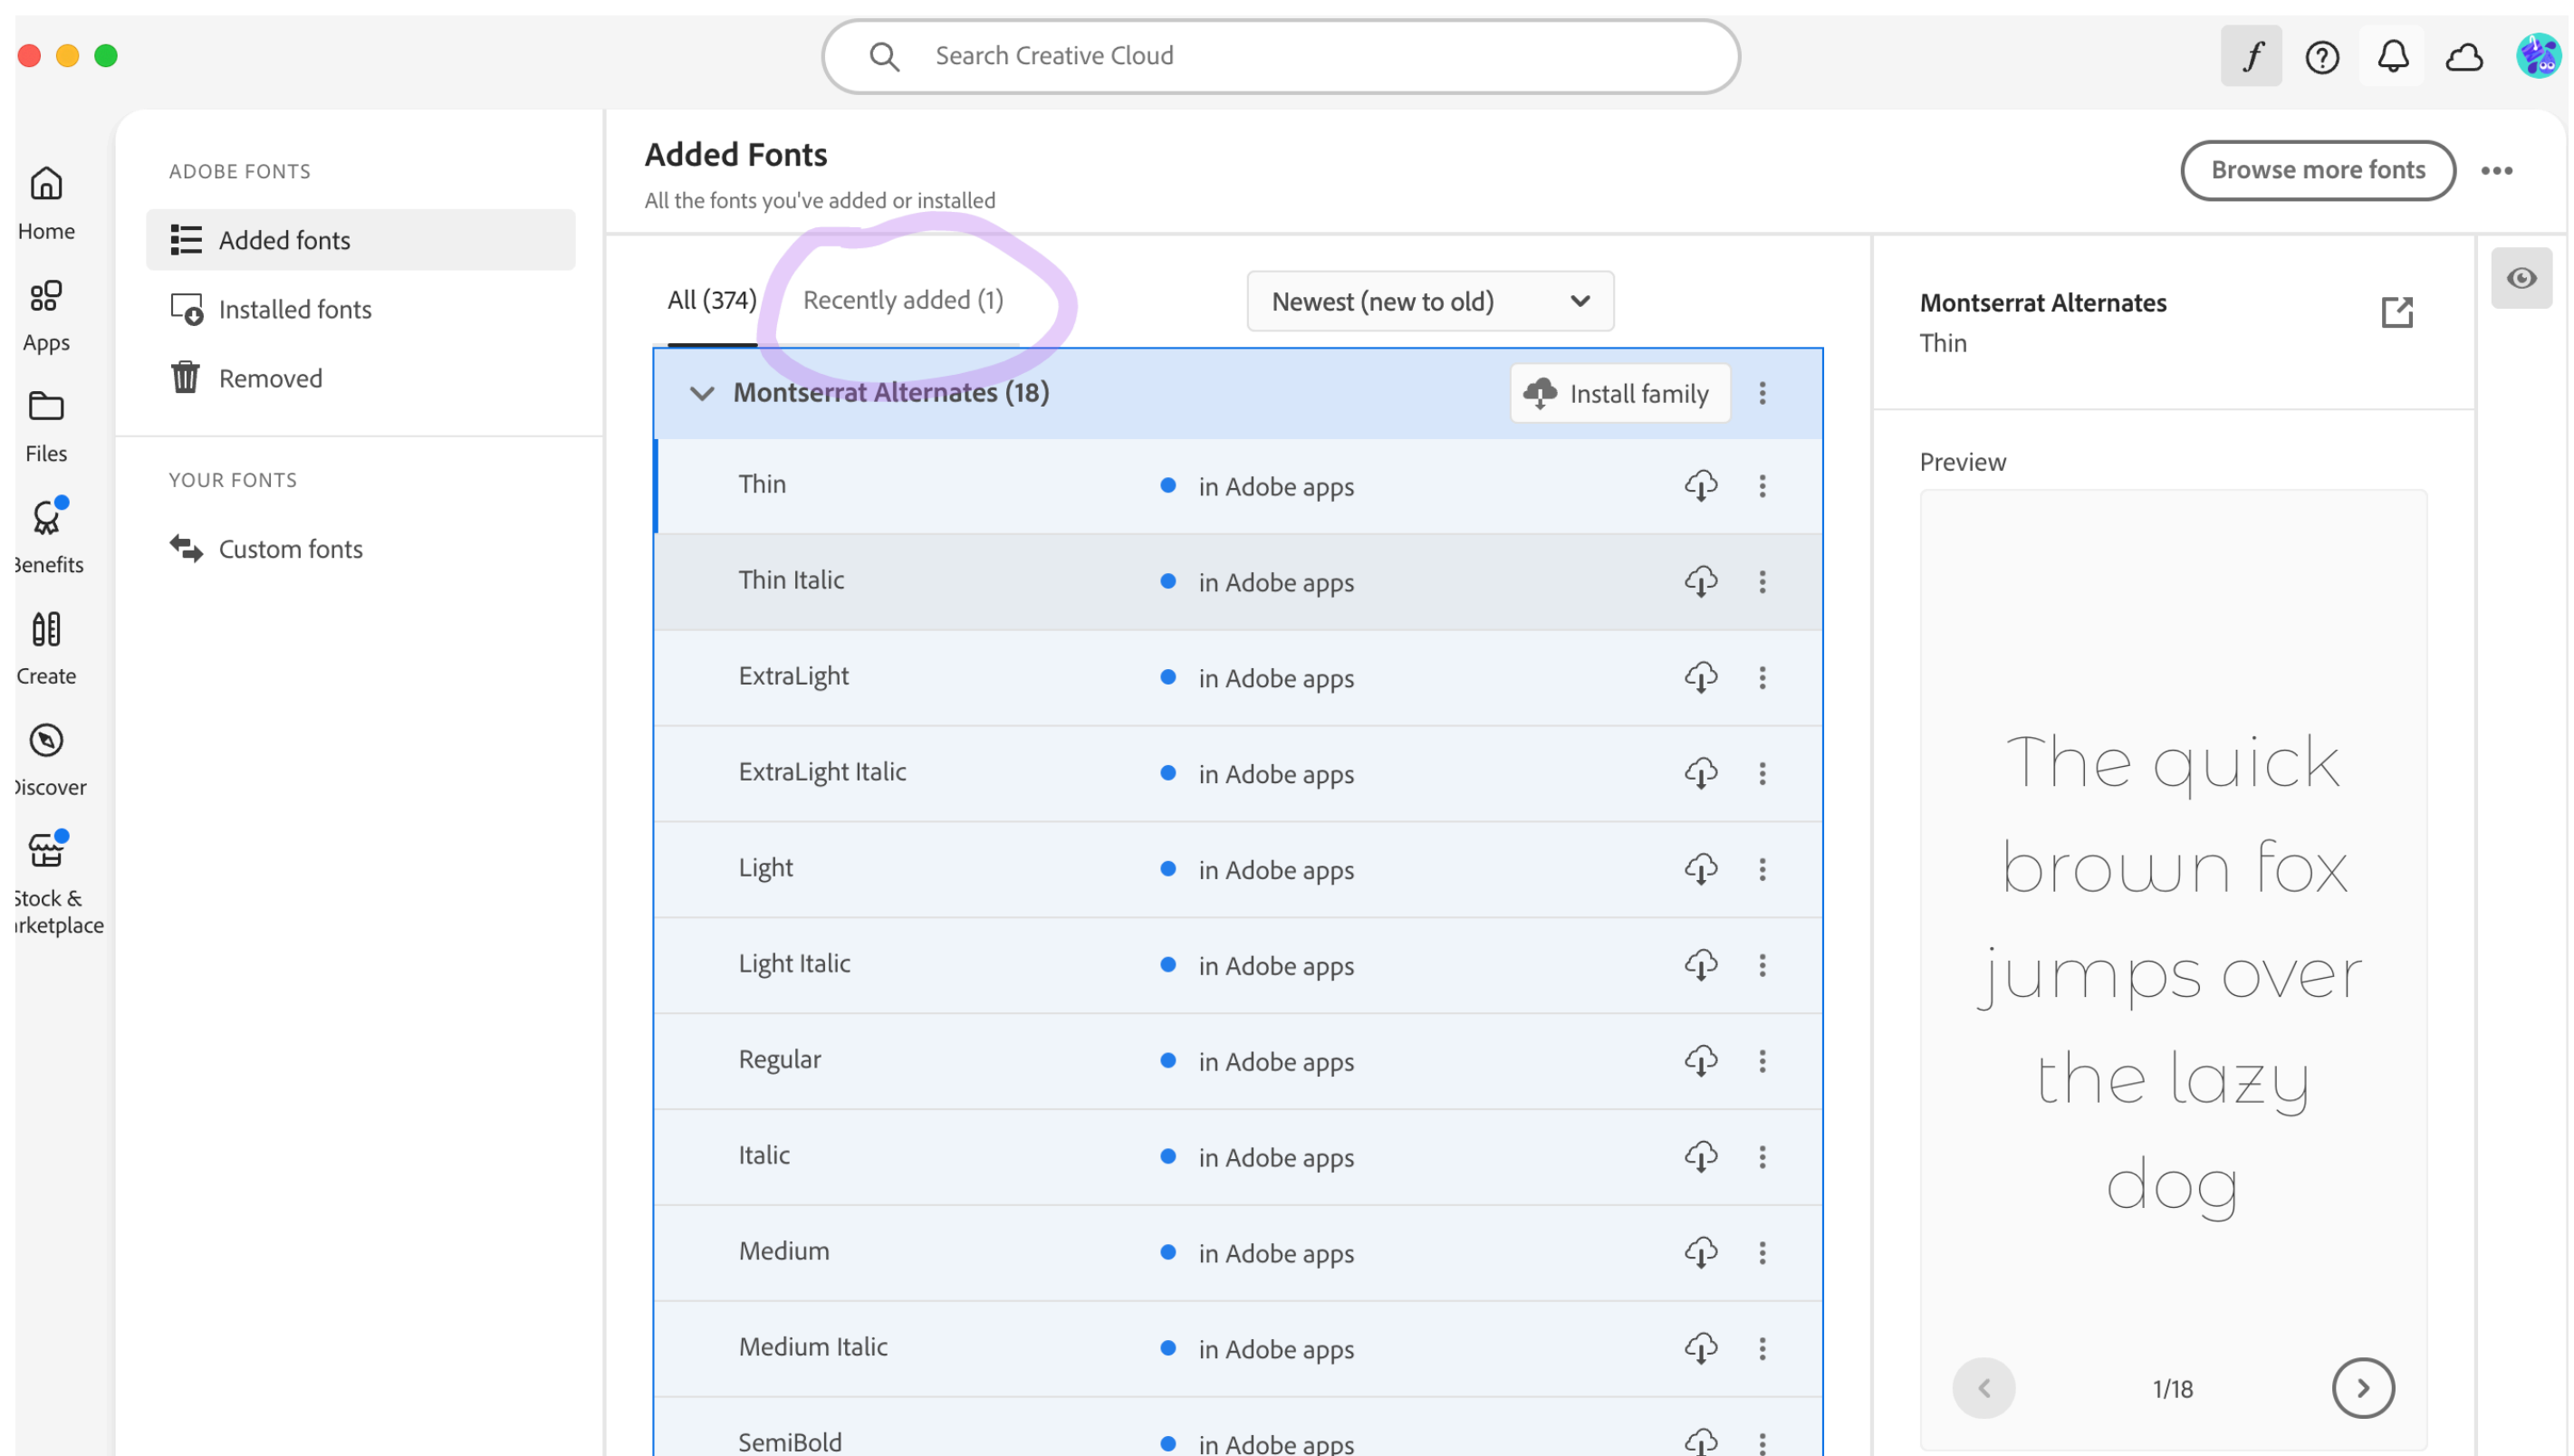 Search Creative Cloud
Home
Apps
Files
Benefits
Create
Discover
Stock &
rketplace
ADOBE FONTS
Added fonts
Installed fonts
Removed
YOUR FONTS
Custom fonts
Added Fonts
All the fonts you've added or installed
Browse more fonts
All (374)
Recently added (1)
Newest (new to old)
Montserrat Alternates (18)
Install family
Thin in Adobe apps
Thin Italic in Adobe apps
ExtraLight in Adobe apps
ExtraLight Italic in Adobe apps
Light in Adobe apps
Light Italic in Adobe apps
Regular in Adobe apps
Italic in Adobe apps
Medium in Adobe apps
Medium Italic in Adobe apps
SemiBold in Adobe apps
Montserrat Alternates
Thin
Preview
The quick
brown fox
jumps over
the lazy
dog
1/18